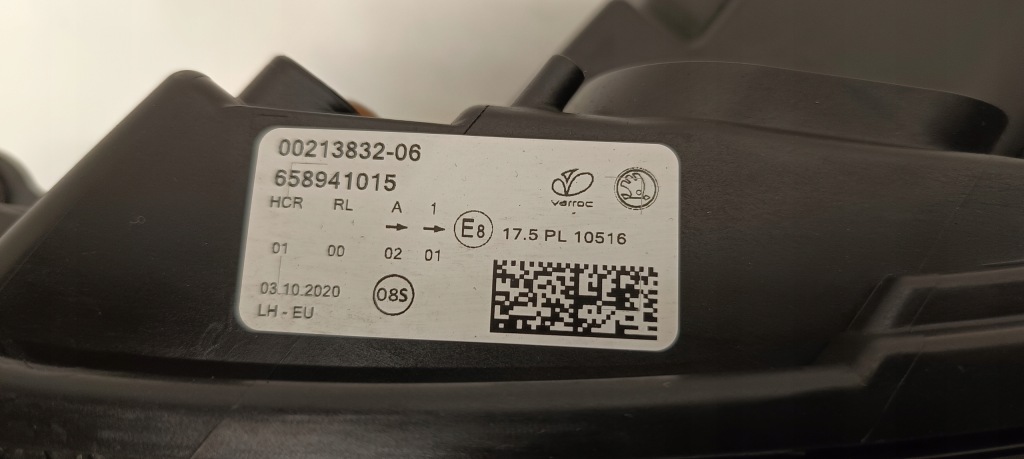 00213832-06
658941015
varroc
HCR RL A 1
→ →
E8 17.5 PL 10516
01 00 02 01
03.10.2020 08S
LH - EU